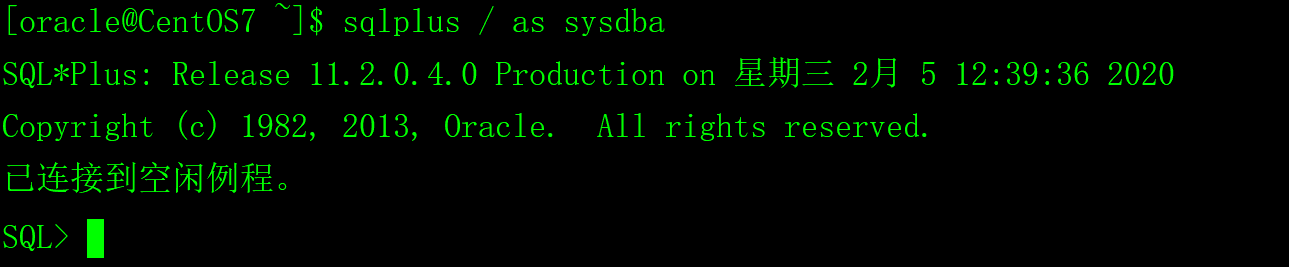 [oracle@CentOS7 ~]$ sqlplus / as sysdba
SQL*Plus: Release 11.2.0.4.0 Production on 星期三 2月 5 12:39:36 2020
Copyright (c) 1982, 2013, Oracle.  All rights reserved.
已连接到空闲例程。
SQL>